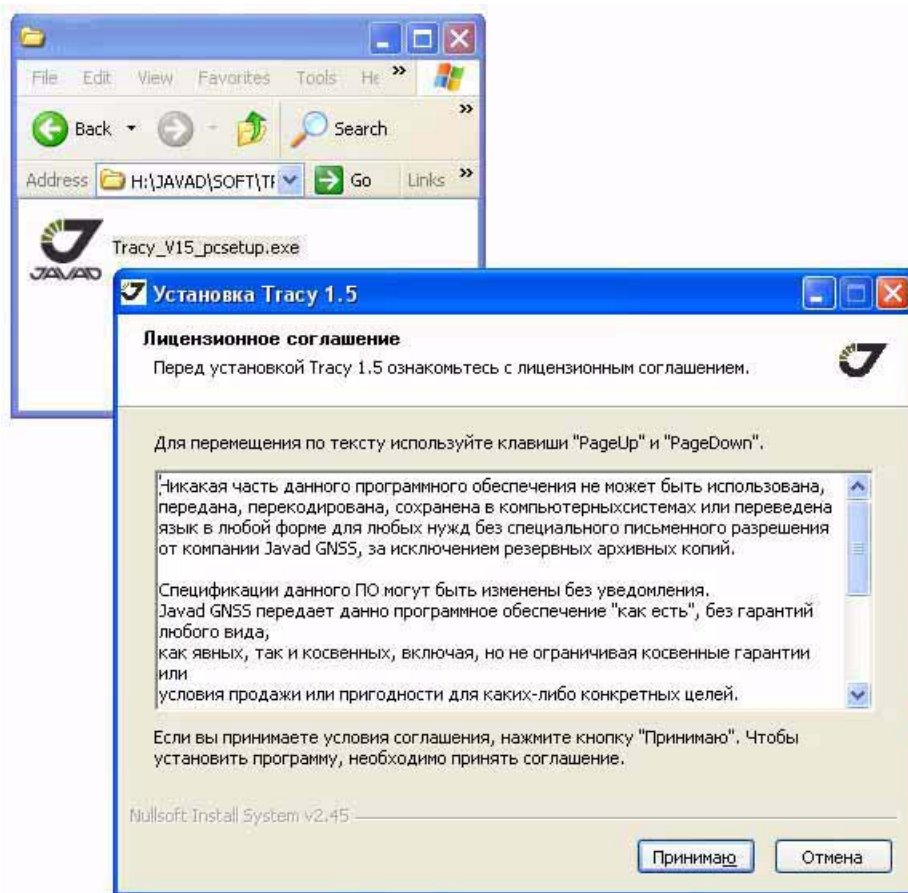 File Edit View Favorites Tools He »
Back Search »
Address H:\JAVAD\SOFT\TF Go Links »
JAVAD Tracy_V15_pcsetup.exe
Установка Tracy 1.5
Лицензионное соглашение
Перед установкой Tracy 1.5 ознакомьтесь с лицензионным соглашением.
Для перемещения по тексту используйте клавиши "PageUp" и "PageDown".
Никакая часть данного программного обеспечения не может быть использована,
передана, перекодирована, сохранена в компьютерныхсистемах или переведена
язык в любой форме для любых нужд без специального письменного разрешения
от компании Javad GNSS, за исключением резервных архивных копий.
Спецификации данного ПО могут быть изменены без уведомления.
Javad GNSS передает данно программное обеспечение "как есть", без гарантий
любого вида,
как явных, так и косвенных, включая, но не ограничивая косвенные гарантии
или
условия продажи или пригодности для каких-либо конкретных целей.
Если вы принимаете условия соглашения, нажмите кнопку "Принимаю". Чтобы
установить программу, необходимо принять соглашение.
Nullsoft Install System v2.45
Принимаю Отмена